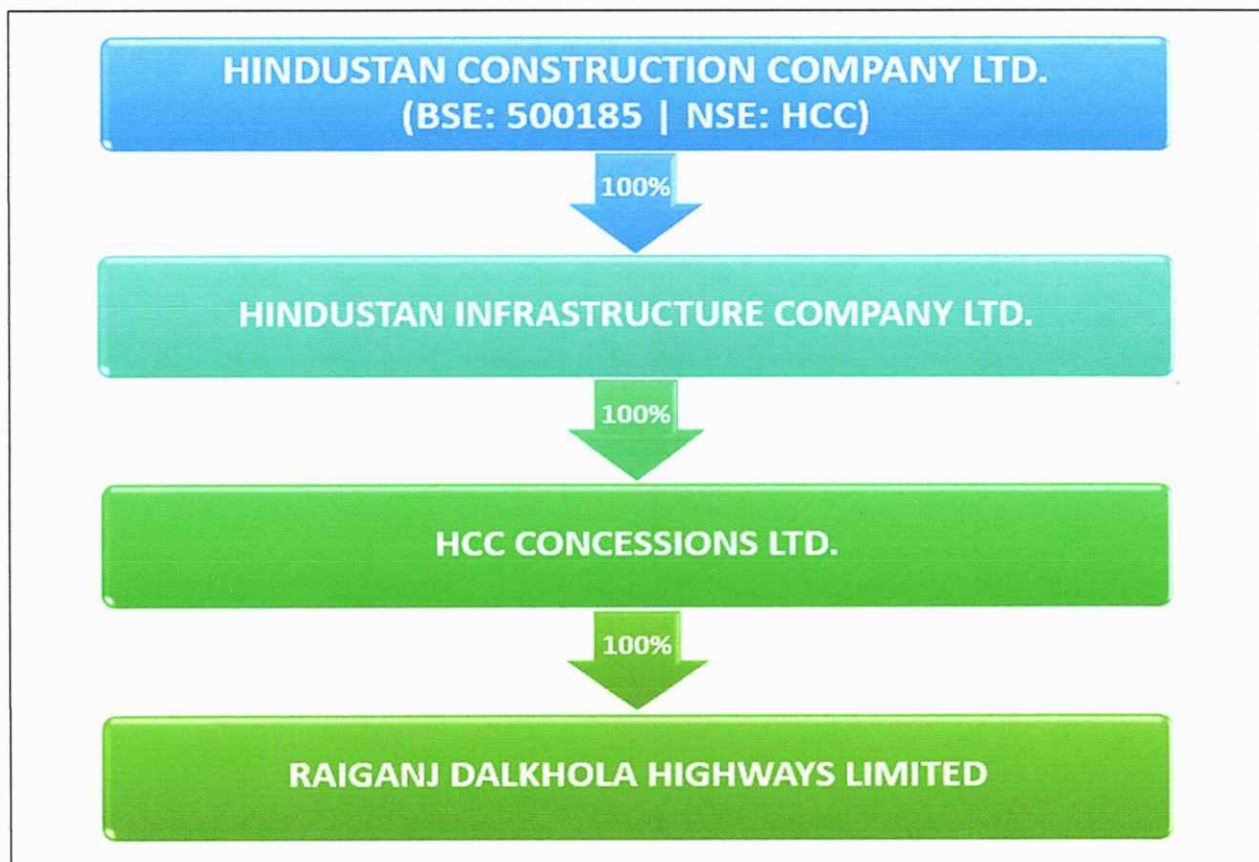 HINDUSTAN CONSTRUCTION COMPANY LTD.
(BSE: 500185 | NSE: HCC)
100%
HINDUSTAN INFRASTRUCTURE COMPANY LTD.
100%
HCC CONCESSIONS LTD.
100%
RAIGANJ DALKHOLA HIGHWAYS LIMITED